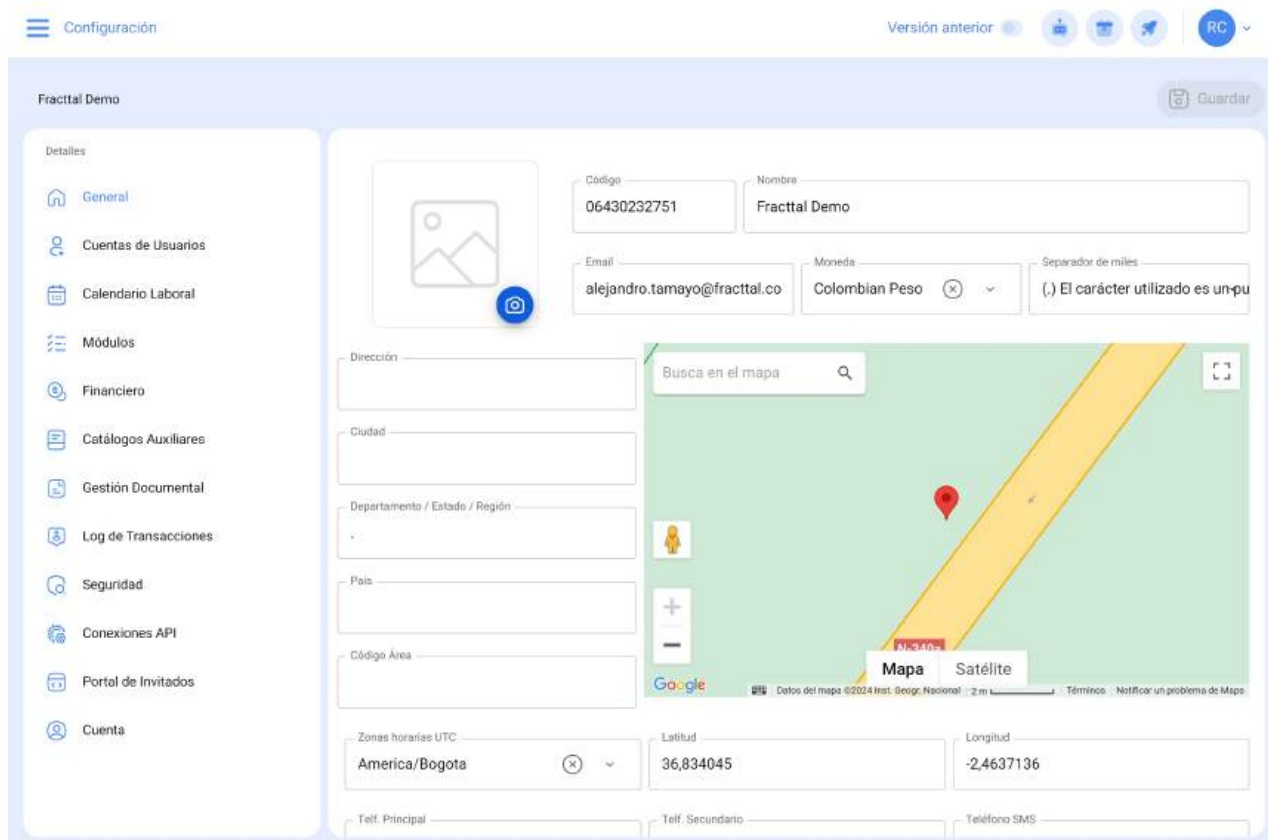 Configuración
Versión anterior
RC
Fracttal Demo
Guardar
Detalles
General
Cuentas de Usuarios
Calendario Laboral
Módulos
Financiero
Catálogos Auxiliares
Gestión Documental
Log de Transacciones
Seguridad
Conexiones API
Portal de Invitados
Cuenta
Código
06430232751
Nombre
Fracttal Demo
Email
alejandro.tamayo@fracttal.co
Moneda
Colombian Peso
Separador de miles
(.) El carácter utilizado es un pu
Dirección
Ciudad
Departamento / Estado / Región
.
País
Código Área
Busca en el mapa
N-340a
Mapa Satélite
Google
Datos del mapa ©2024 Inst. Geogr. Nacional 2 m Términos Notificar un problema de Maps
Zonas horarias UTC
America/Bogota
Latitud
36,834045
Longitud
-2,4637136
Telf. Principal
Telf. Secundario
Teléfono SMS